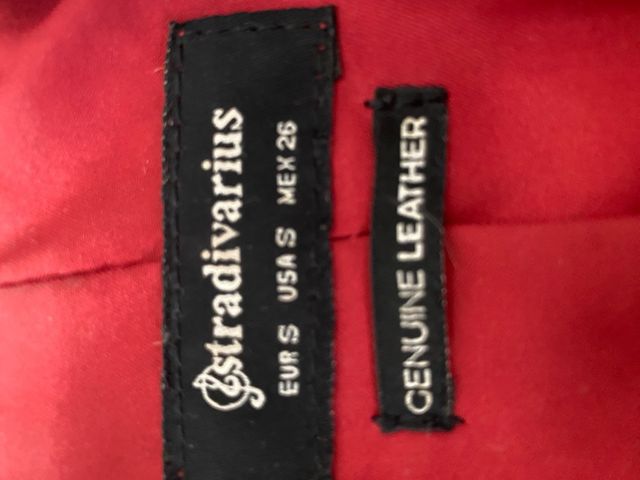 Stradivarius
EUR S USA S MEX 26
GENUINE LEATHER